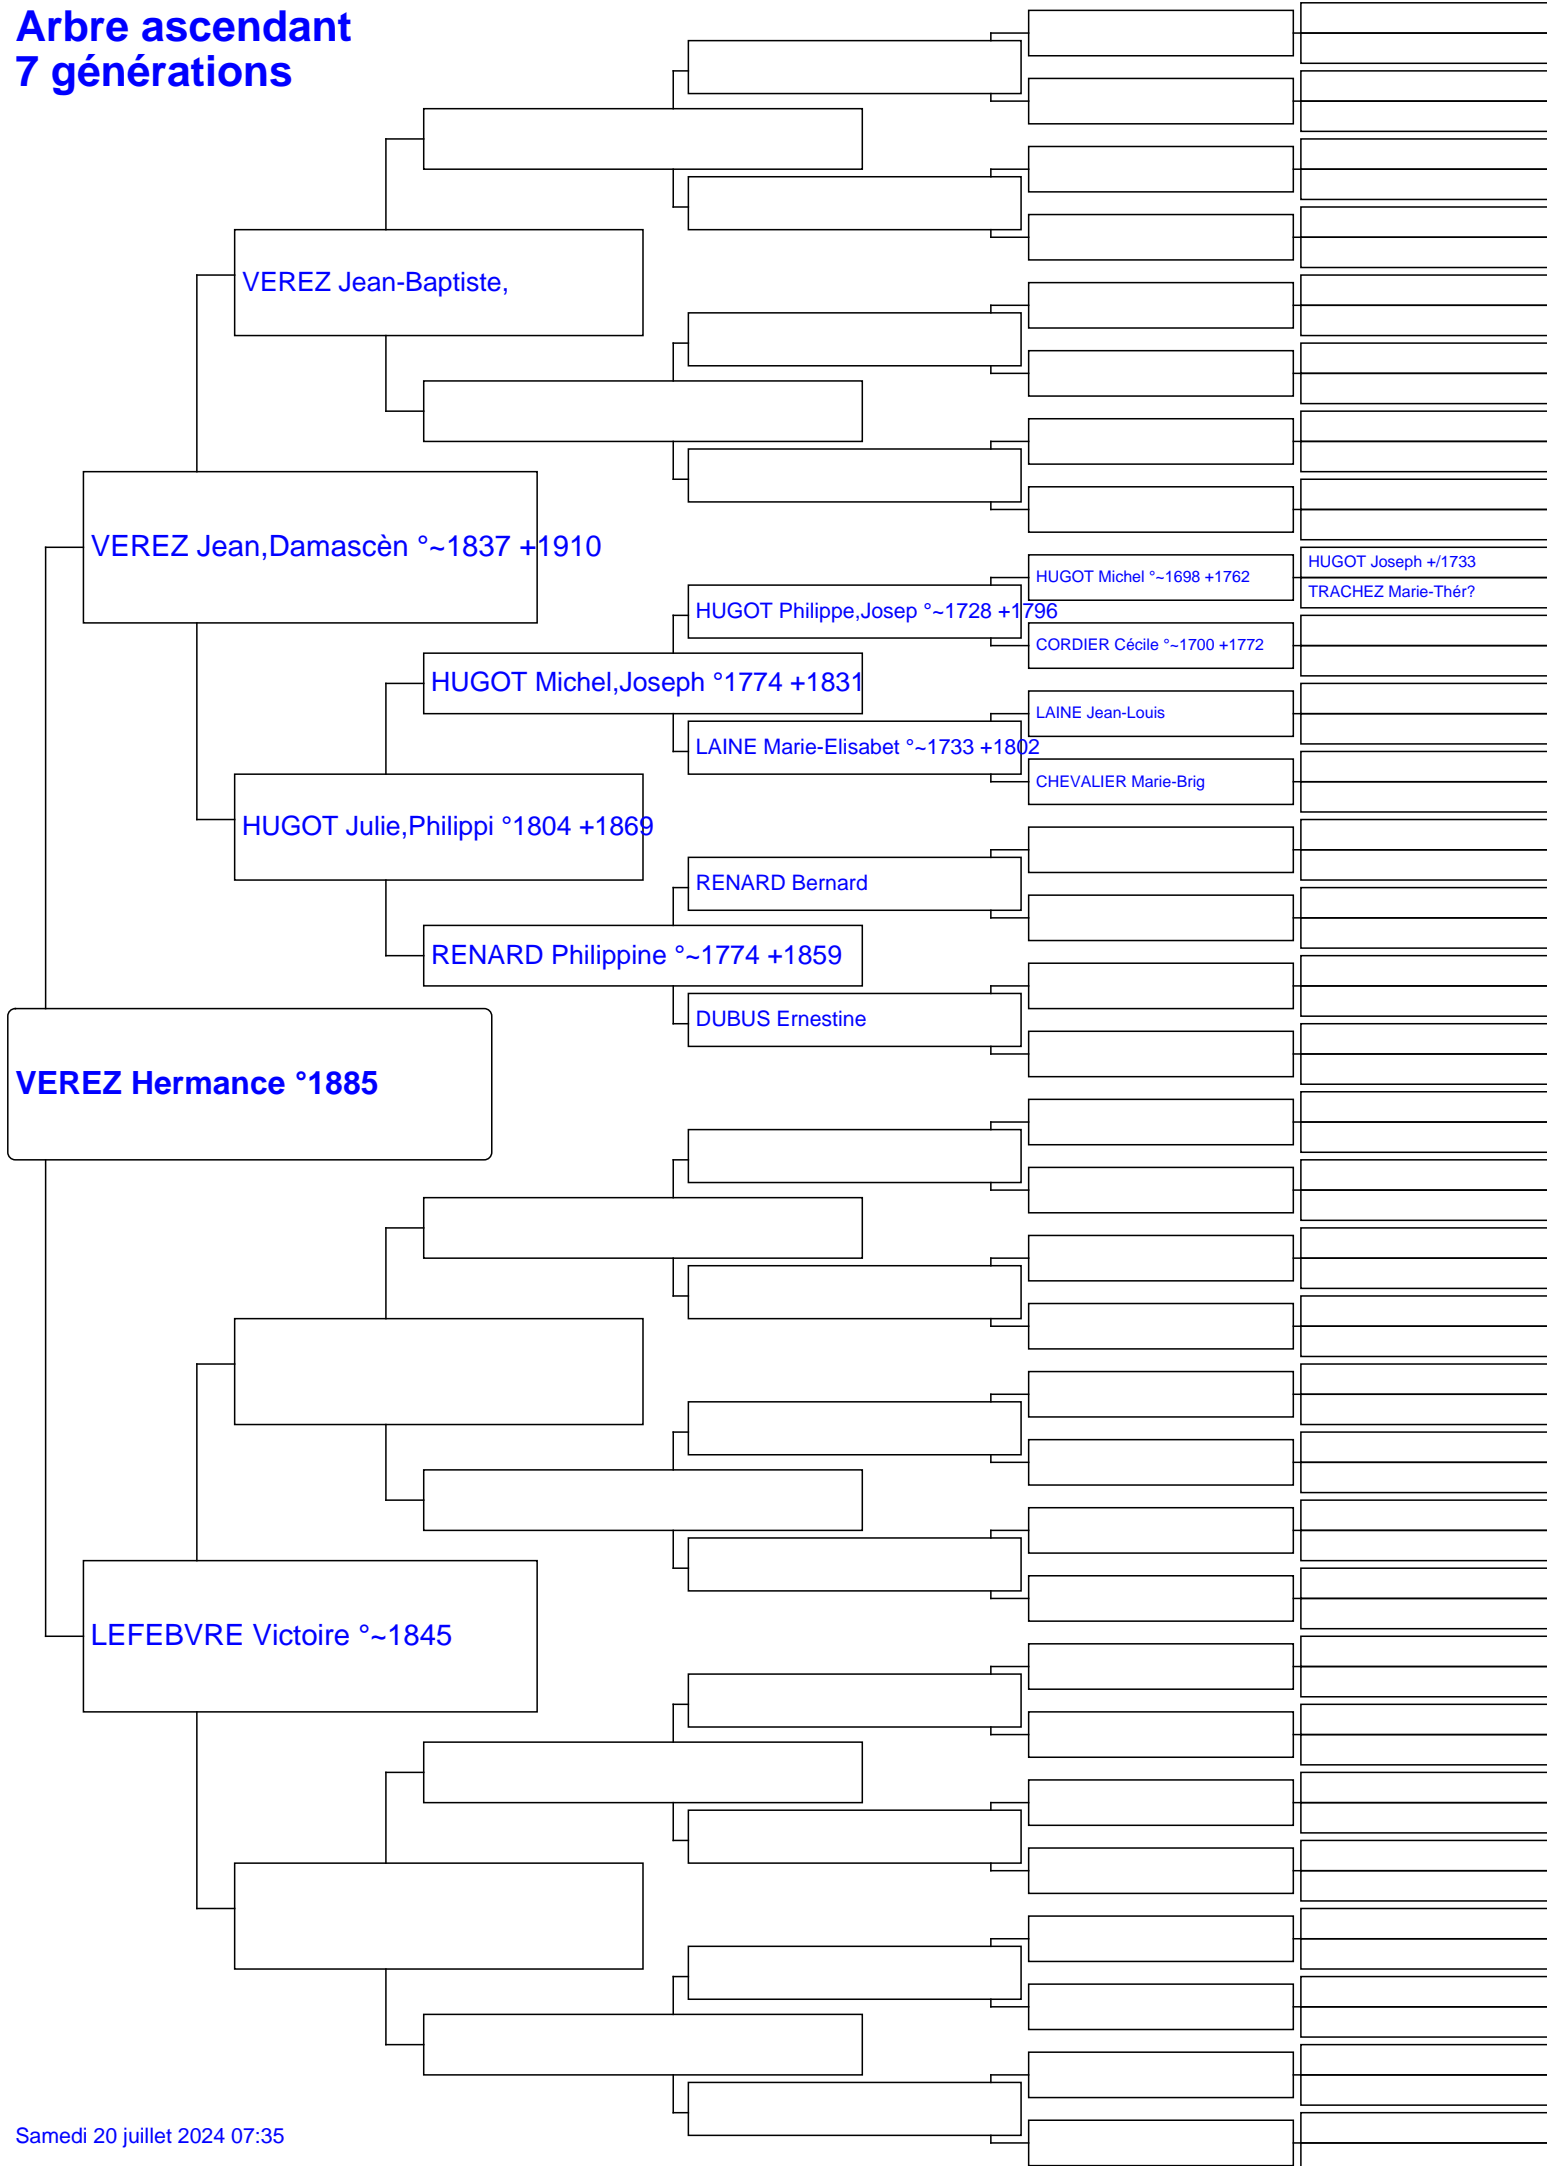 Arbre ascendant
7 générations
VEREZ Jean-Baptiste,
VEREZ Jean,Damascèn °~1837 +1910
HUGOT Joseph +/1733
HUGOT Michel °~1698 +1762
TRACHEZ Marie-Thér?
HUGOT Philippe,Josep °~1728 +1796
CORDIER Cécile °~1700 +1772
HUGOT Michel,Joseph °1774 +1831
LAINE Jean-Louis
LAINE Marie-Elisabet °~1733 +1802
CHEVALIER Marie-Brig
HUGOT Julie,Philippi °1804 +1869
RENARD Bernard
RENARD Philippine °~1774 +1859
DUBUS Ernestine
VEREZ Hermance °1885
LEFEBVRE Victoire °~1845
Samedi 20 juillet 2024 07:35